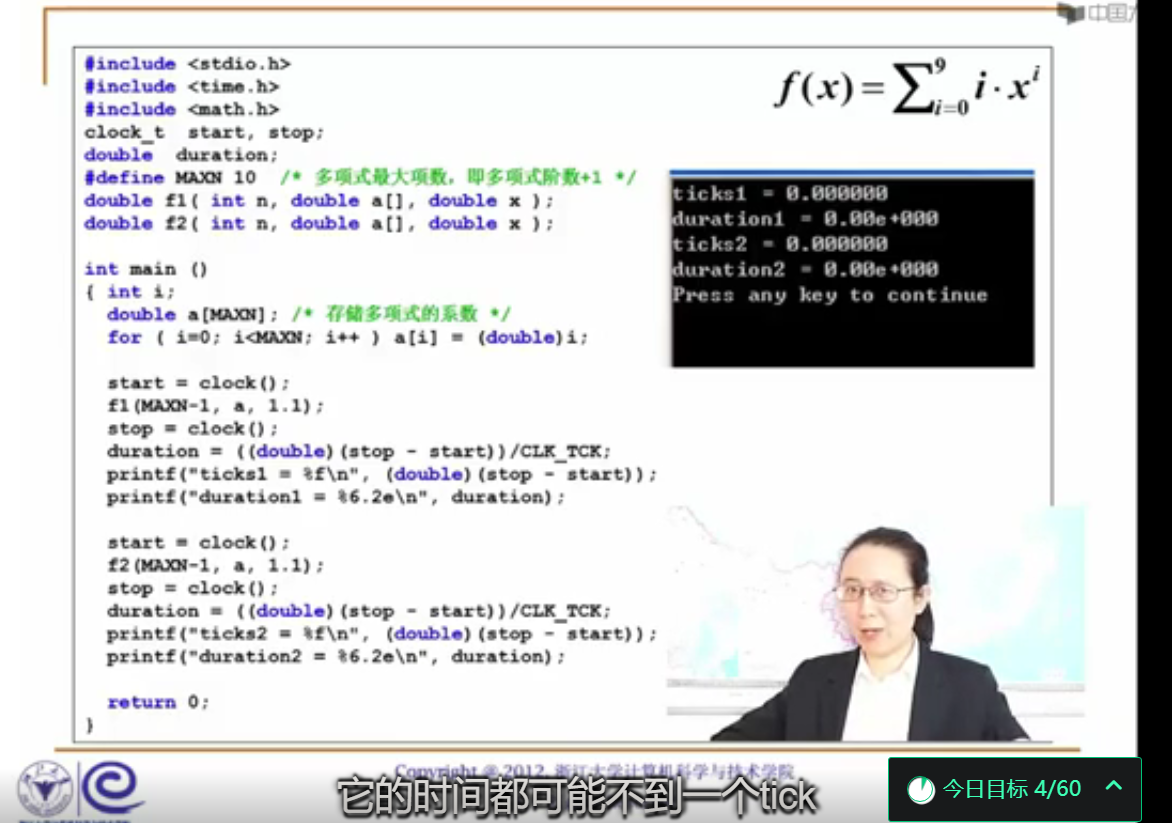 中国
#include <stdio.h>
#include <time.h>
#include <math.h>
clock_t  start, stop;
double  duration;
#define MAXN 10  /* 多项式最大项数，即多项式阶数+1 */
double f1( int n, double a[], double x );
double f2( int n, double a[], double x );
int main ()
{ int i;
double a[MAXN]; /* 存储多项式的系数 */
for ( i=0; i<MAXN; i++ ) a[i] = (double)i;
start = clock();
f1(MAXN-1, a, 1.1);
stop = clock();
duration = ((double)(stop - start))/CLK_TCK;
printf("ticks1 = %f\n", (double)(stop - start));
printf("duration1 = %6.2e\n", duration);
start = clock();
f2(MAXN-1, a, 1.1);
stop = clock();
duration = ((double)(stop - start))/CLK_TCK;
printf("ticks2 = %f\n", (double)(stop - start));
printf("duration2 = %6.2e\n", duration);
return 0;
}
f(x) = ∑_{i=0}^{9} i · x^i
ticks1 = 0.000000
duration1 = 0.00e+000
ticks2 = 0.000000
duration2 = 0.00e+000
Press any key to continue
Copyright @ 2012, 浙江大学计算机科学与技术学院
它的时间都可能不到一个tick
今日目标 4/60